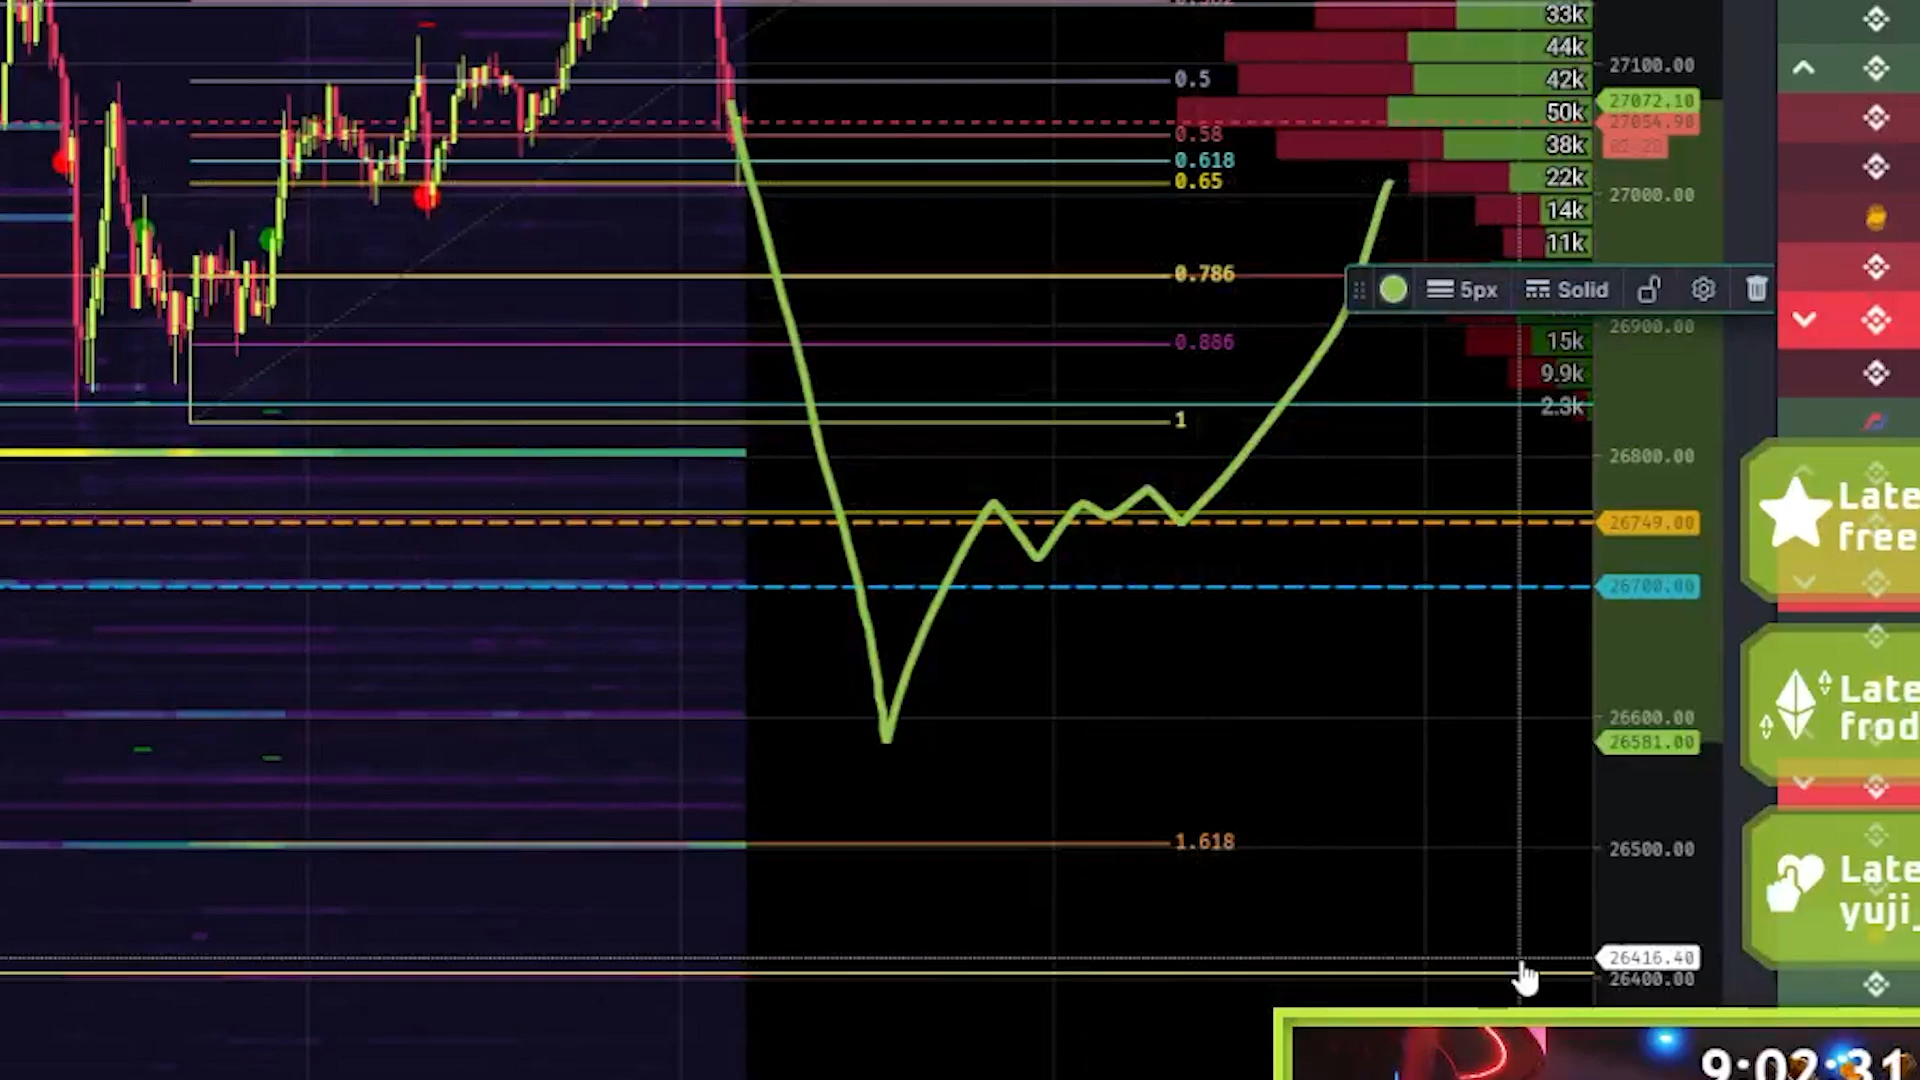 33k
44k
0.5
42k
27100.00
27072.10
50k
27054.90
0.58
38k
0.618
0.65
22k
27000.00
14k
11k
0.786
5px
Solid
26900.00
0.886
15k
9.9k
2.3k
1
26800.00
Late
free
26749.00
26700.00
Late
frod
26600.00
26581.00
1.618
26500.00
Late
yuji_
26416.40
26400.00
9:02:31